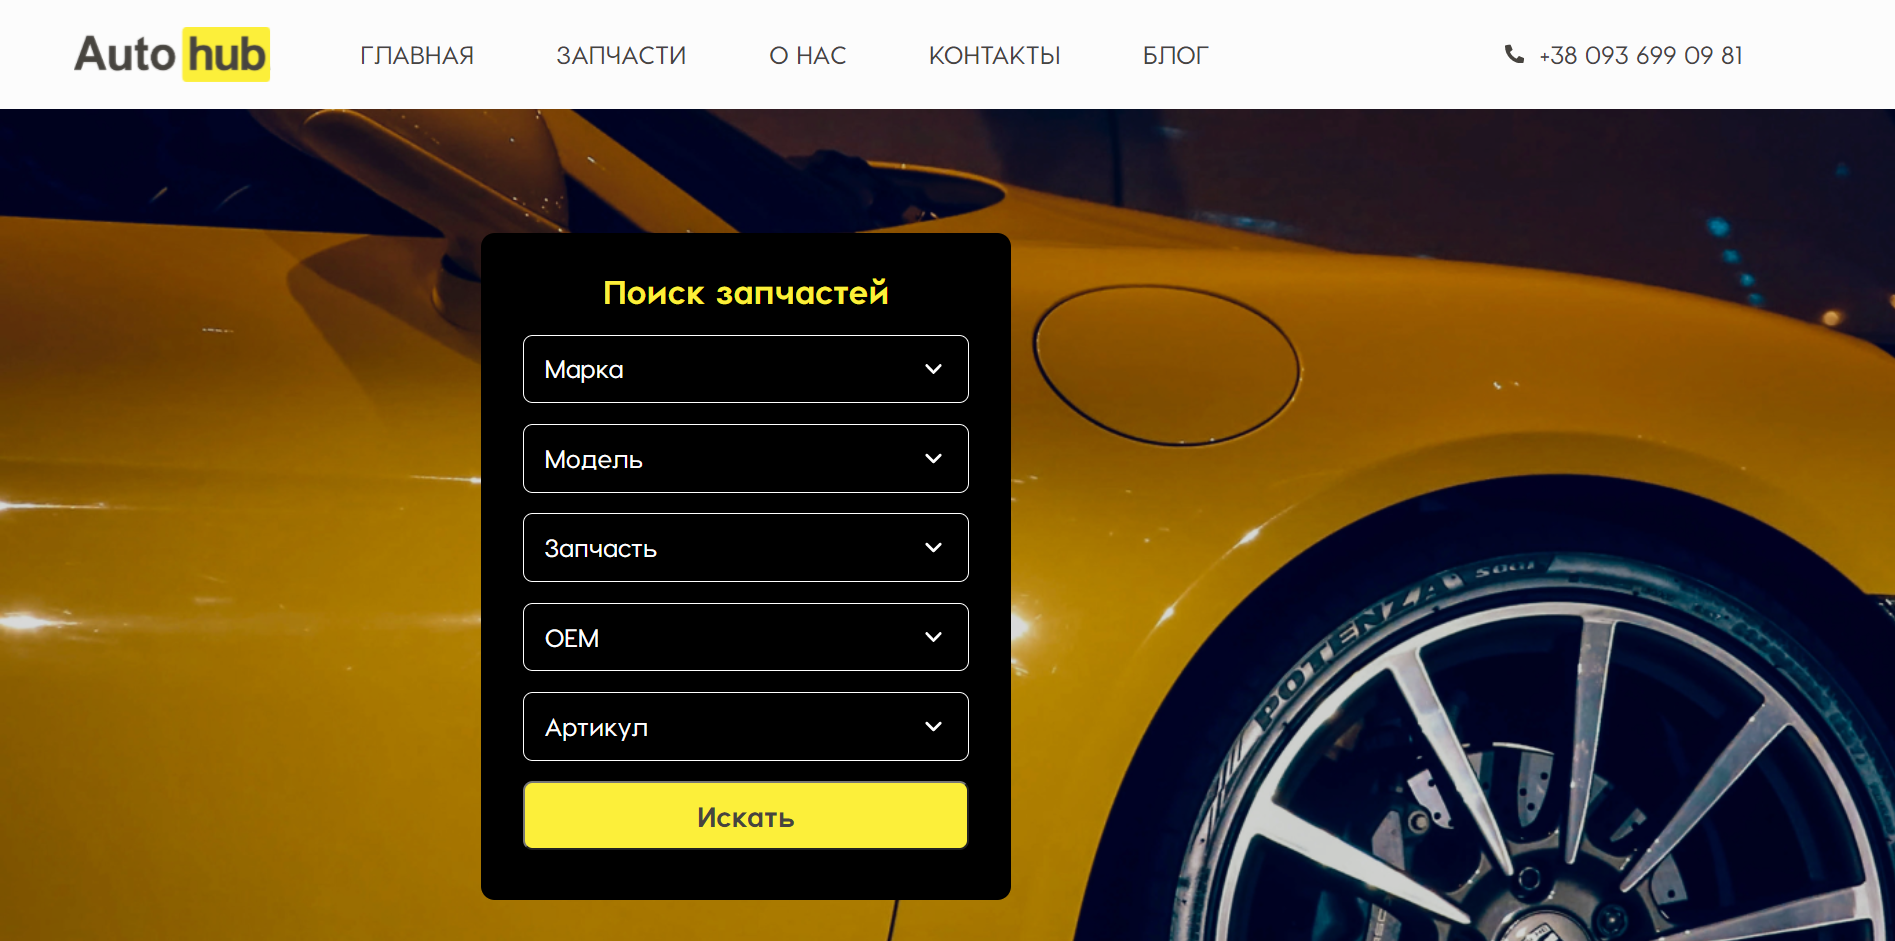 Auto hub
ГЛАВНАЯ
ЗАПЧАСТИ
О НАС
КОНТАКТЫ
БЛОГ
+38 093 699 09 81
Поиск запчастей
Марка
Модель
Запчасть
OEM
Артикул
Искать
POTENZA S001